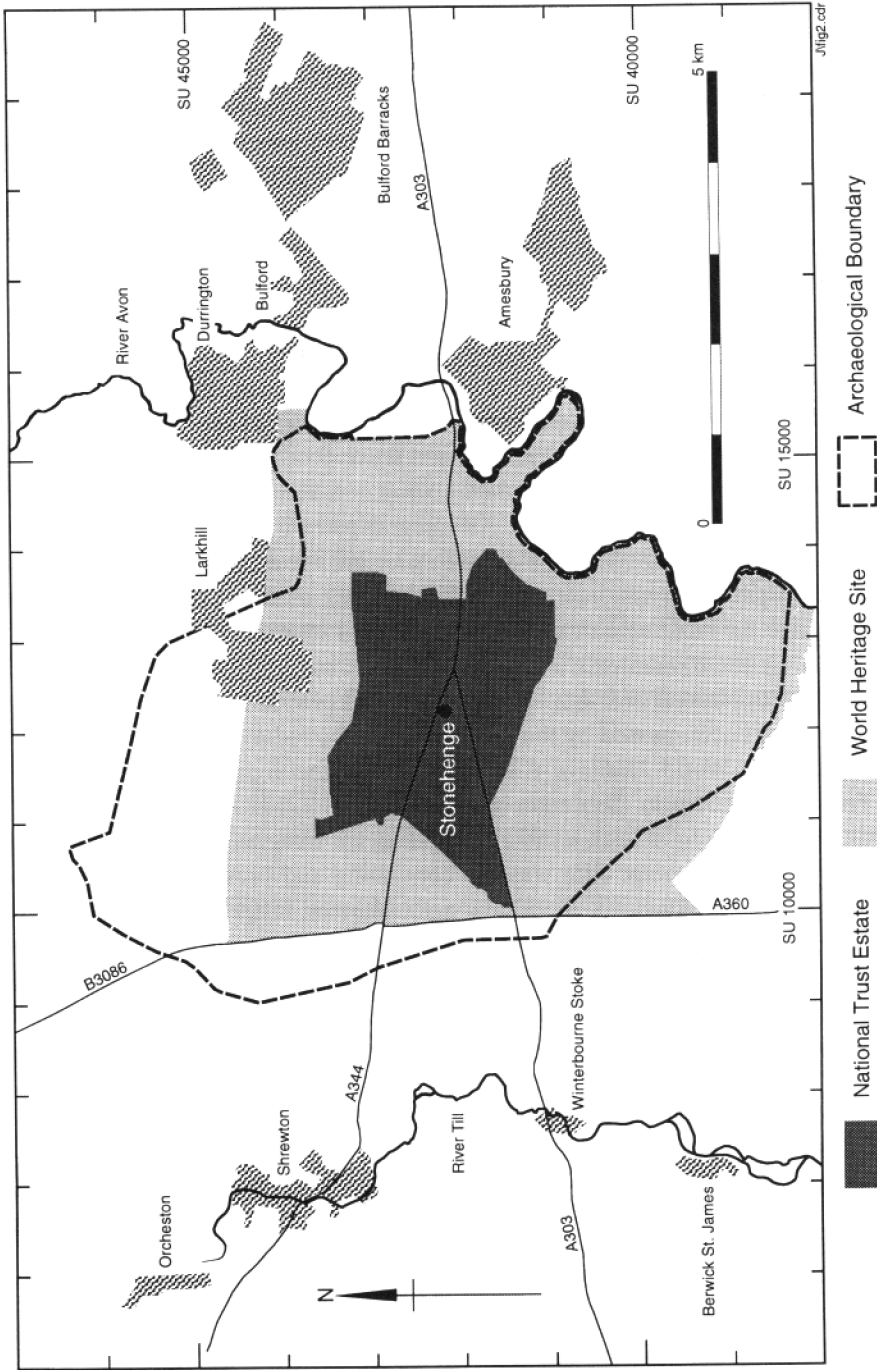 SU 45000
River Avon
Durrington
Bulford
Bulford Barracks
Larkhill
B3086
Orcheston
Shrewton
A344
A303
Amesbury
Stonehenge
N
River Till
Winterbourne Stoke
A303
Berwick St. James
A360
SU 40000
0
5 km
SU 10000
SU 15000
National Trust Estate
World Heritage Site
Archaeological Boundary
J\fig2.cdr